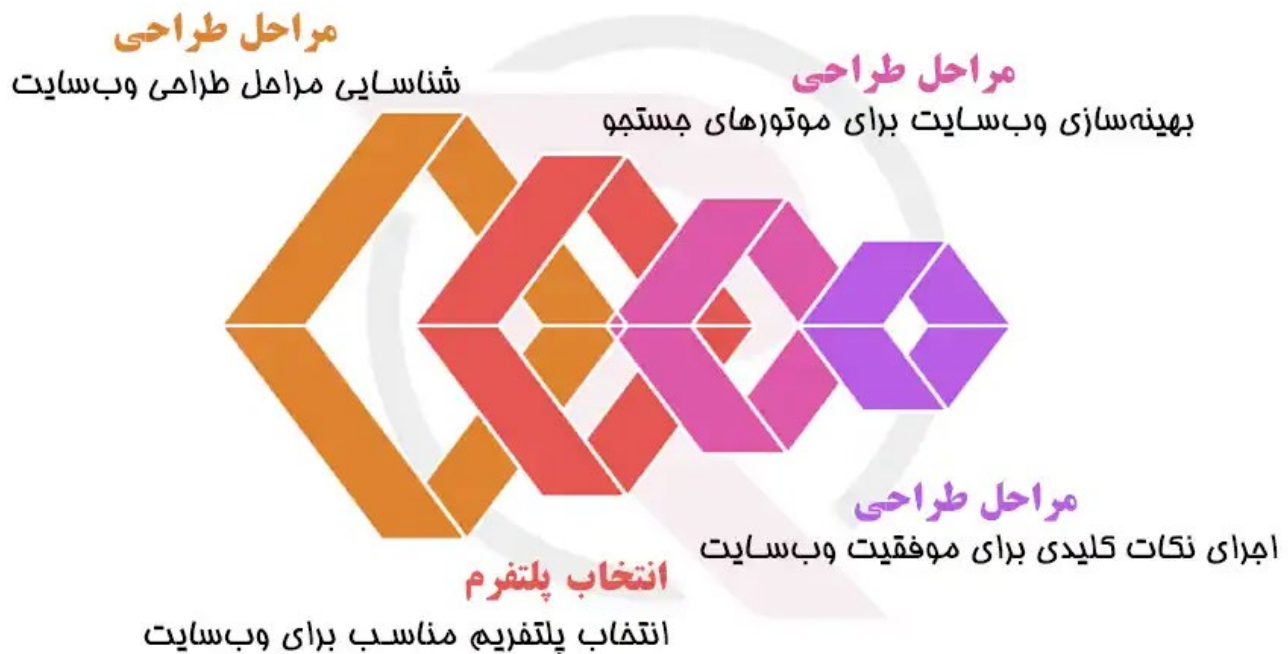 مراحل طراحی
شناسایی مراحل طراحی وب‌سایت
مراحل طراحی
بهینه‌سازی وب‌سایت برای موتورهای جستجو
مراحل طراحی
اجرای نکات کلیدی برای موفقیت وب‌سایت
انتخاب پلتفرم
انتخاب پلتفریم مناسب برای وب‌سایت